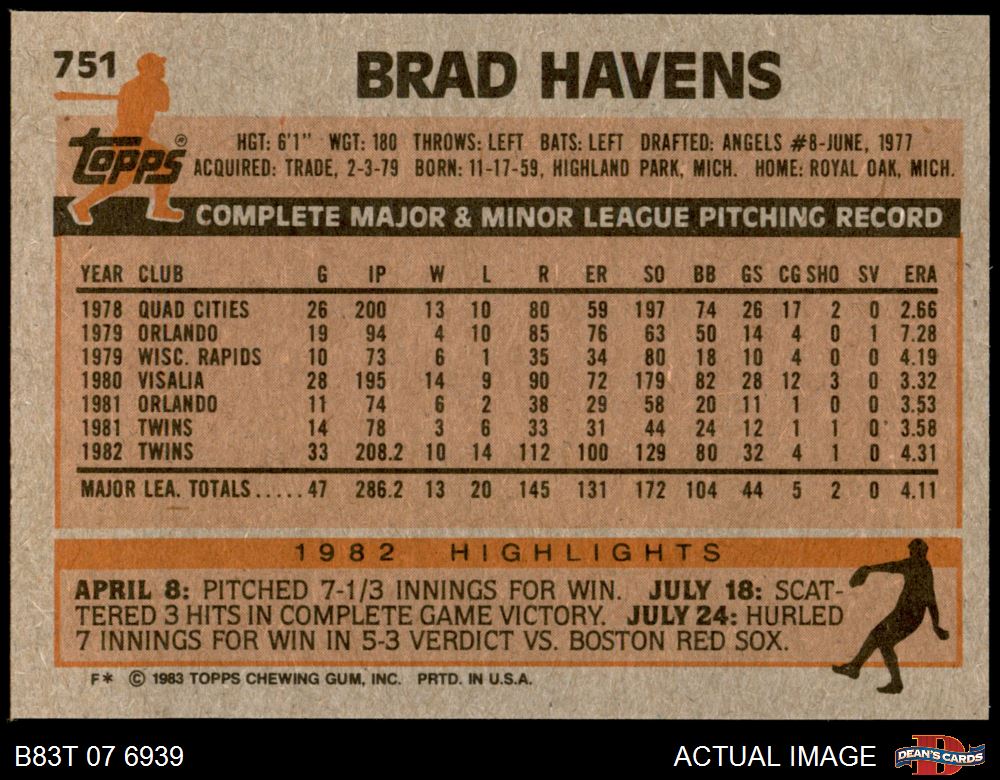 751
BRAD HAVENS
topps®
HGT: 6'1" WGT: 180 THROWS: LEFT BATS: LEFT DRAFTED: ANGELS #8-JUNE, 1977
ACQUIRED: TRADE, 2-3-79 BORN: 11-17-59, HIGHLAND PARK, MICH. HOME: ROYAL OAK, MICH.
COMPLETE MAJOR & MINOR LEAGUE PITCHING RECORD
YEAR CLUB G IP W L R ER SO BB GS CG SHO SV ERA
1978 QUAD CITIES 26 200 13 10 80 59 197 74 26 17 2 0 2.66
1979 ORLANDO 19 94 4 10 85 76 63 50 14 4 0 1 7.28
1979 WISC. RAPIDS 10 73 6 1 35 34 80 18 10 4 0 0 4.19
1980 VISALIA 28 195 14 9 90 72 179 82 28 12 3 0 3.32
1981 ORLANDO 11 74 6 2 38 29 58 20 11 1 0 0 3.53
1981 TWINS 14 78 3 6 33 31 44 24 12 1 1 0 3.58
1982 TWINS 33 208.2 10 14 112 100 129 80 32 4 1 0 4.31
MAJOR LEA. TOTALS.....47 286.2 13 20 145 131 172 104 44 5 2 0 4.11
1982 HIGHLIGHTS
APRIL 8: PITCHED 7-1/3 INNINGS FOR WIN. JULY 18: SCAT-
TERED 3 HITS IN COMPLETE GAME VICTORY. JULY 24: HURLED
7 INNINGS FOR WIN IN 5-3 VERDICT VS. BOSTON RED SOX.
F* © 1983 TOPPS CHEWING GUM, INC. PRTD. IN U.S.A.
B83T 07 6939
ACTUAL IMAGE
D
DEAN'S CARDS